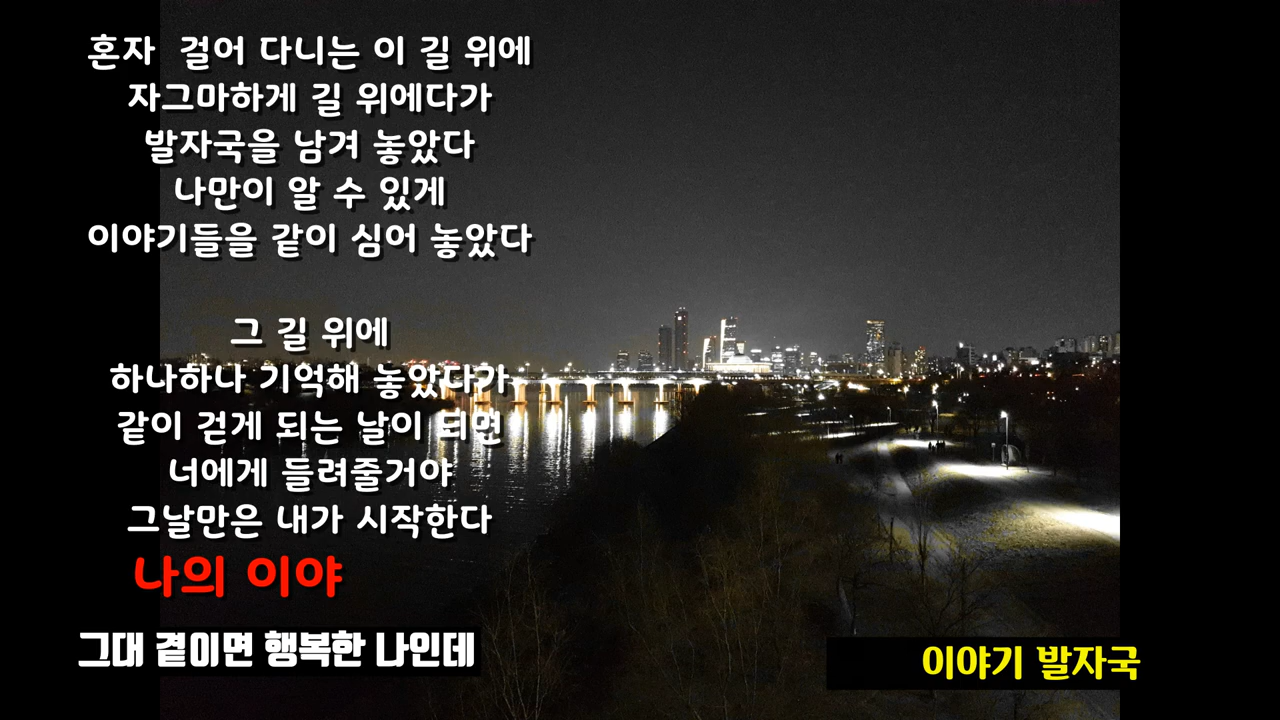 혼자 걸어 다니는 이 길 위에
자그마하게 길 위에다가
발자국을 남겨 놓았다
나만이 알 수 있게
이야기들을 같이 심어 놓았다
그 길 위에
하나하나 기억해 놓았다가
같이 걷게 되는 날이 되면
너에게 들려줄거야
그날만은 내가 시작한다
나의 이야
그대 곁이면 행복한 나인데
이야기 발자국